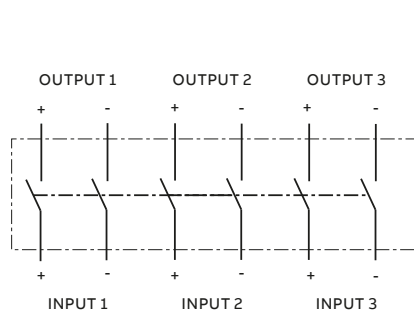 OUTPUT 1 OUTPUT 2 OUTPUT 3
+ - + - + -
+ - + - + -
INPUT 1 INPUT 2 INPUT 3